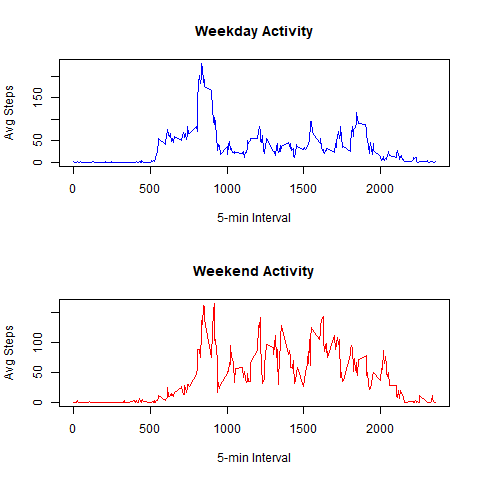 Weekday Activity
Avg Steps
0 50 150
0 500 1000 1500 2000
5-min Interval
Weekend Activity
Avg Steps
0 50 100
0 500 1000 1500 2000
5-min Interval